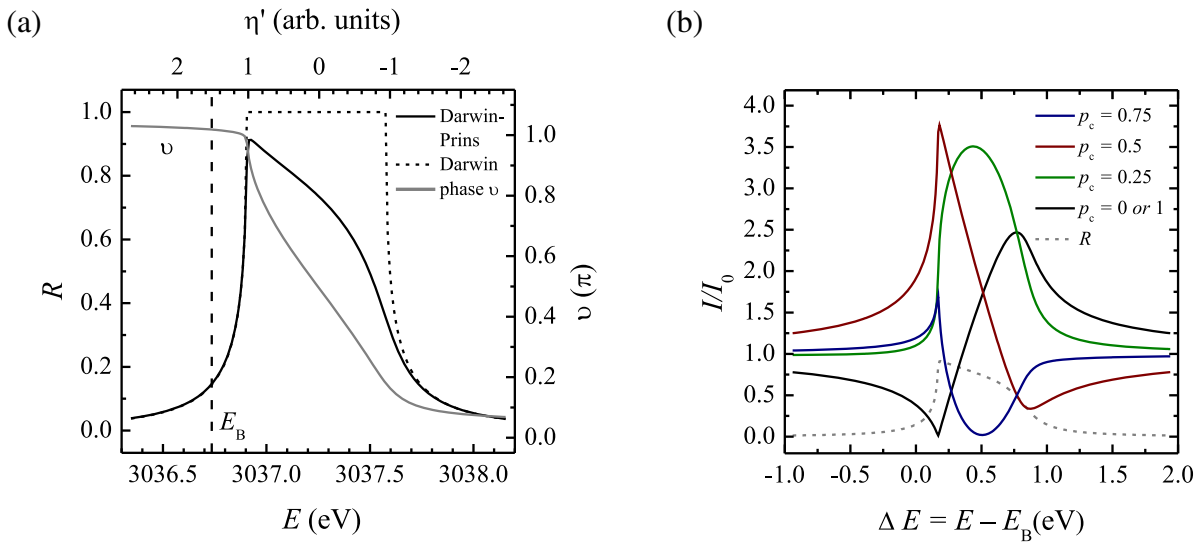 (a)
η' (arb. units)
2 1 0 -1 -2
1.0
0.8
0.6
0.4
0.2
0.0
R
υ
E_B
Darwin-
Prins
Darwin
phase υ
1.0
0.8
0.6
0.4
0.2
0.0
υ (π)
3036.5 3037.0 3037.5 3038.0
E (eV)
(b)
4.0
3.5
3.0
2.5
2.0
1.5
1.0
0.5
0.0
I/I_0
p_c = 0.75
p_c = 0.5
p_c = 0.25
p_c = 0 or 1
R
-1.0 -0.5 0.0 0.5 1.0 1.5 2.0
Δ E = E – E_B(eV)